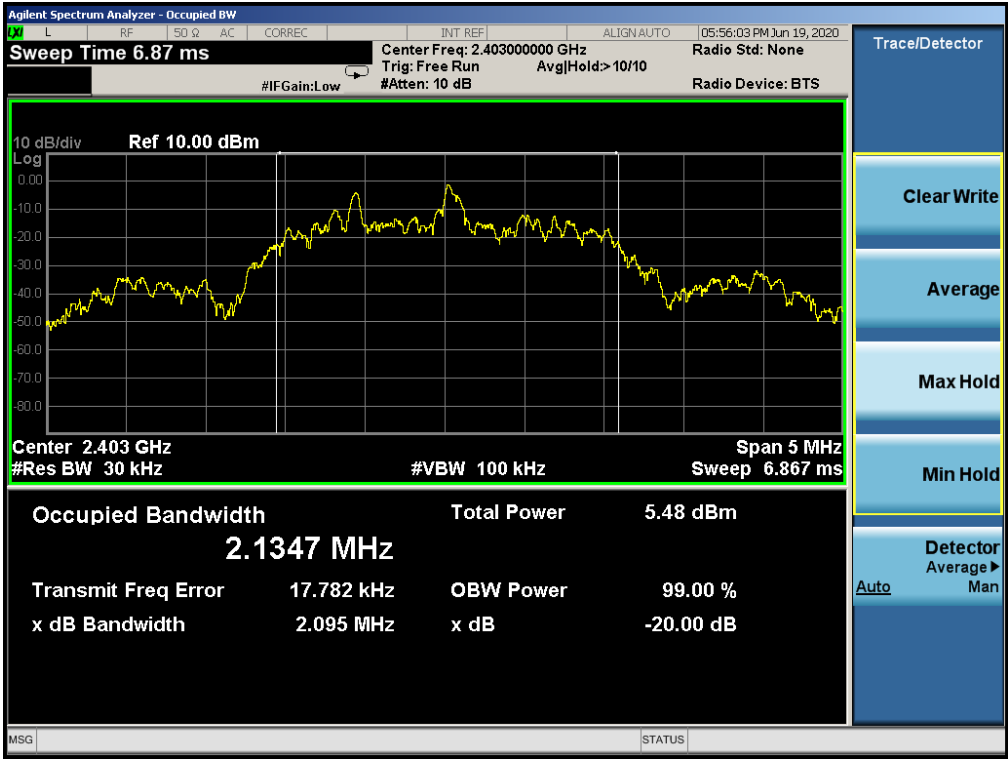 Agilent Spectrum Analyzer - Occupied BW
LXI L RF 50 Ω AC CORREC INT REF ALIGNAUTO 05:56:03 PM Jun 19, 2020
Sweep Time 6.87 ms
Center Freq: 2.403000000 GHz
Radio Std: None
Trig: Free Run Avg|Hold:>10/10
#IFGain:Low #Atten: 10 dB Radio Device: BTS
10 dB/div Ref 10.00 dBm
Log
0.00
-10.0
-20.0
-30.0
-40.0
-50.0
-60.0
-70.0
-80.0
Center 2.403 GHz Span 5 MHz
#Res BW 30 kHz #VBW 100 kHz Sweep 6.867 ms
Occupied Bandwidth Total Power 5.48 dBm
2.1347 MHz
Transmit Freq Error 17.782 kHz OBW Power 99.00 %
x dB Bandwidth 2.095 MHz x dB -20.00 dB
MSG STATUS
Trace/Detector
Clear Write
Average
Max Hold
Min Hold
Detector
Average▶
Auto Man